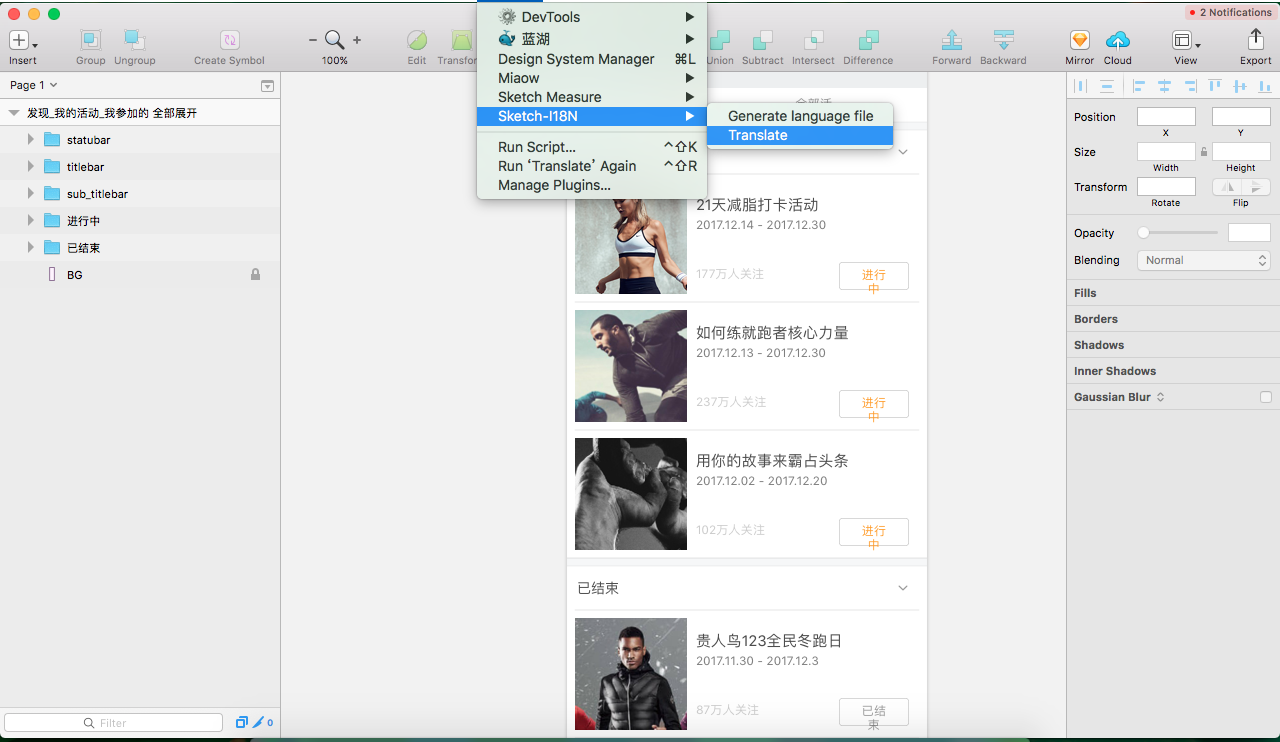 2 Notifications
Insert
Group
Ungroup
Create Symbol
100%
Edit
Transfor
Union
Subtract
Intersect
Difference
Forward
Backward
Mirror
Cloud
View
Export
DevTools
蓝湖
Design System Manager ⌘L
Miaow
Sketch Measure
Sketch-I18N
Run Script... ^⇧K
Run ‘Translate’ Again ^⇧R
Manage Plugins...
Generate language file
Translate
Page 1
发现_我的活动_我参加的 全部展开
statubar
titlebar
sub_titlebar
进行中
已结束
BG
Filter
0
21天减脂打卡活动
2017.12.14 - 2017.12.30
177万人关注
进行
中
如何练就跑者核心力量
2017.12.13 - 2017.12.30
237万人关注
进行
中
用你的故事来霸占头条
2017.12.02 - 2017.12.20
102万人关注
进行
中
已结束
贵人鸟123全民冬跑日
2017.11.30 - 2017.12.3
87万人关注
已结
束
Position
X
Y
Size
Width
Height
Transform
Rotate
Flip
Opacity
Blending
Normal
Fills
Borders
Shadows
Inner Shadows
Gaussian Blur